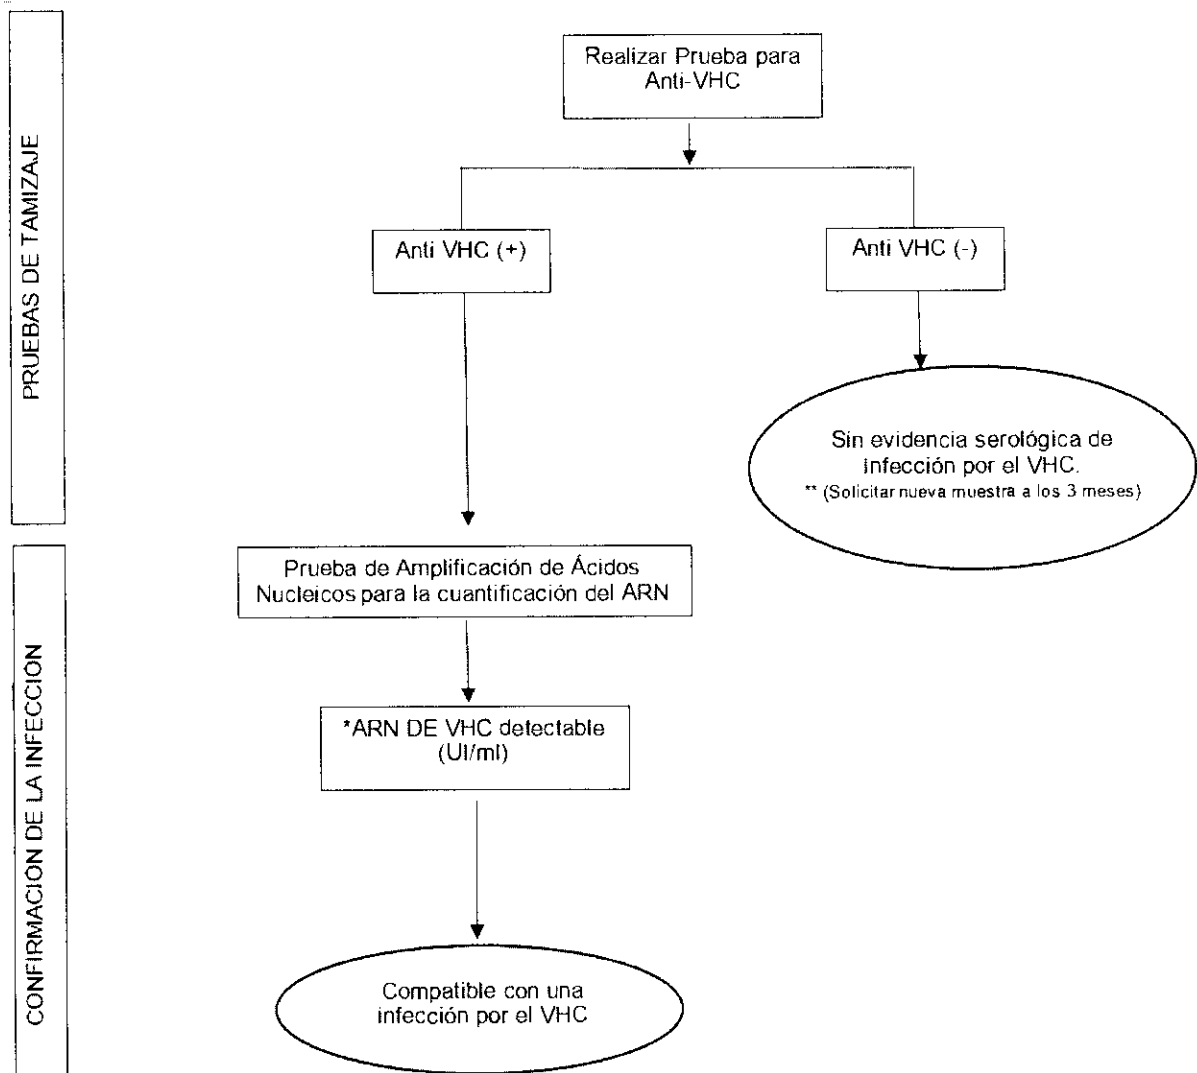 PRUEBAS DE TAMIZAJE
Realizar Prueba para
Anti-VHC
Anti VHC (+)
Anti VHC (-)
Sin evidencia serológica de
infección por el VHC.
** (Solicitar nueva muestra a los 3 meses)
CONFIRMACION DE LA INFECCIÓN
Prueba de Amplificación de Ácidos
Nucleicos para la cuantificación del ARN
*ARN DE VHC detectable
(UI/ml)
Compatible con una
infección por el VHC